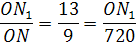 ON₁/ON = 13/9 = ON₁/720